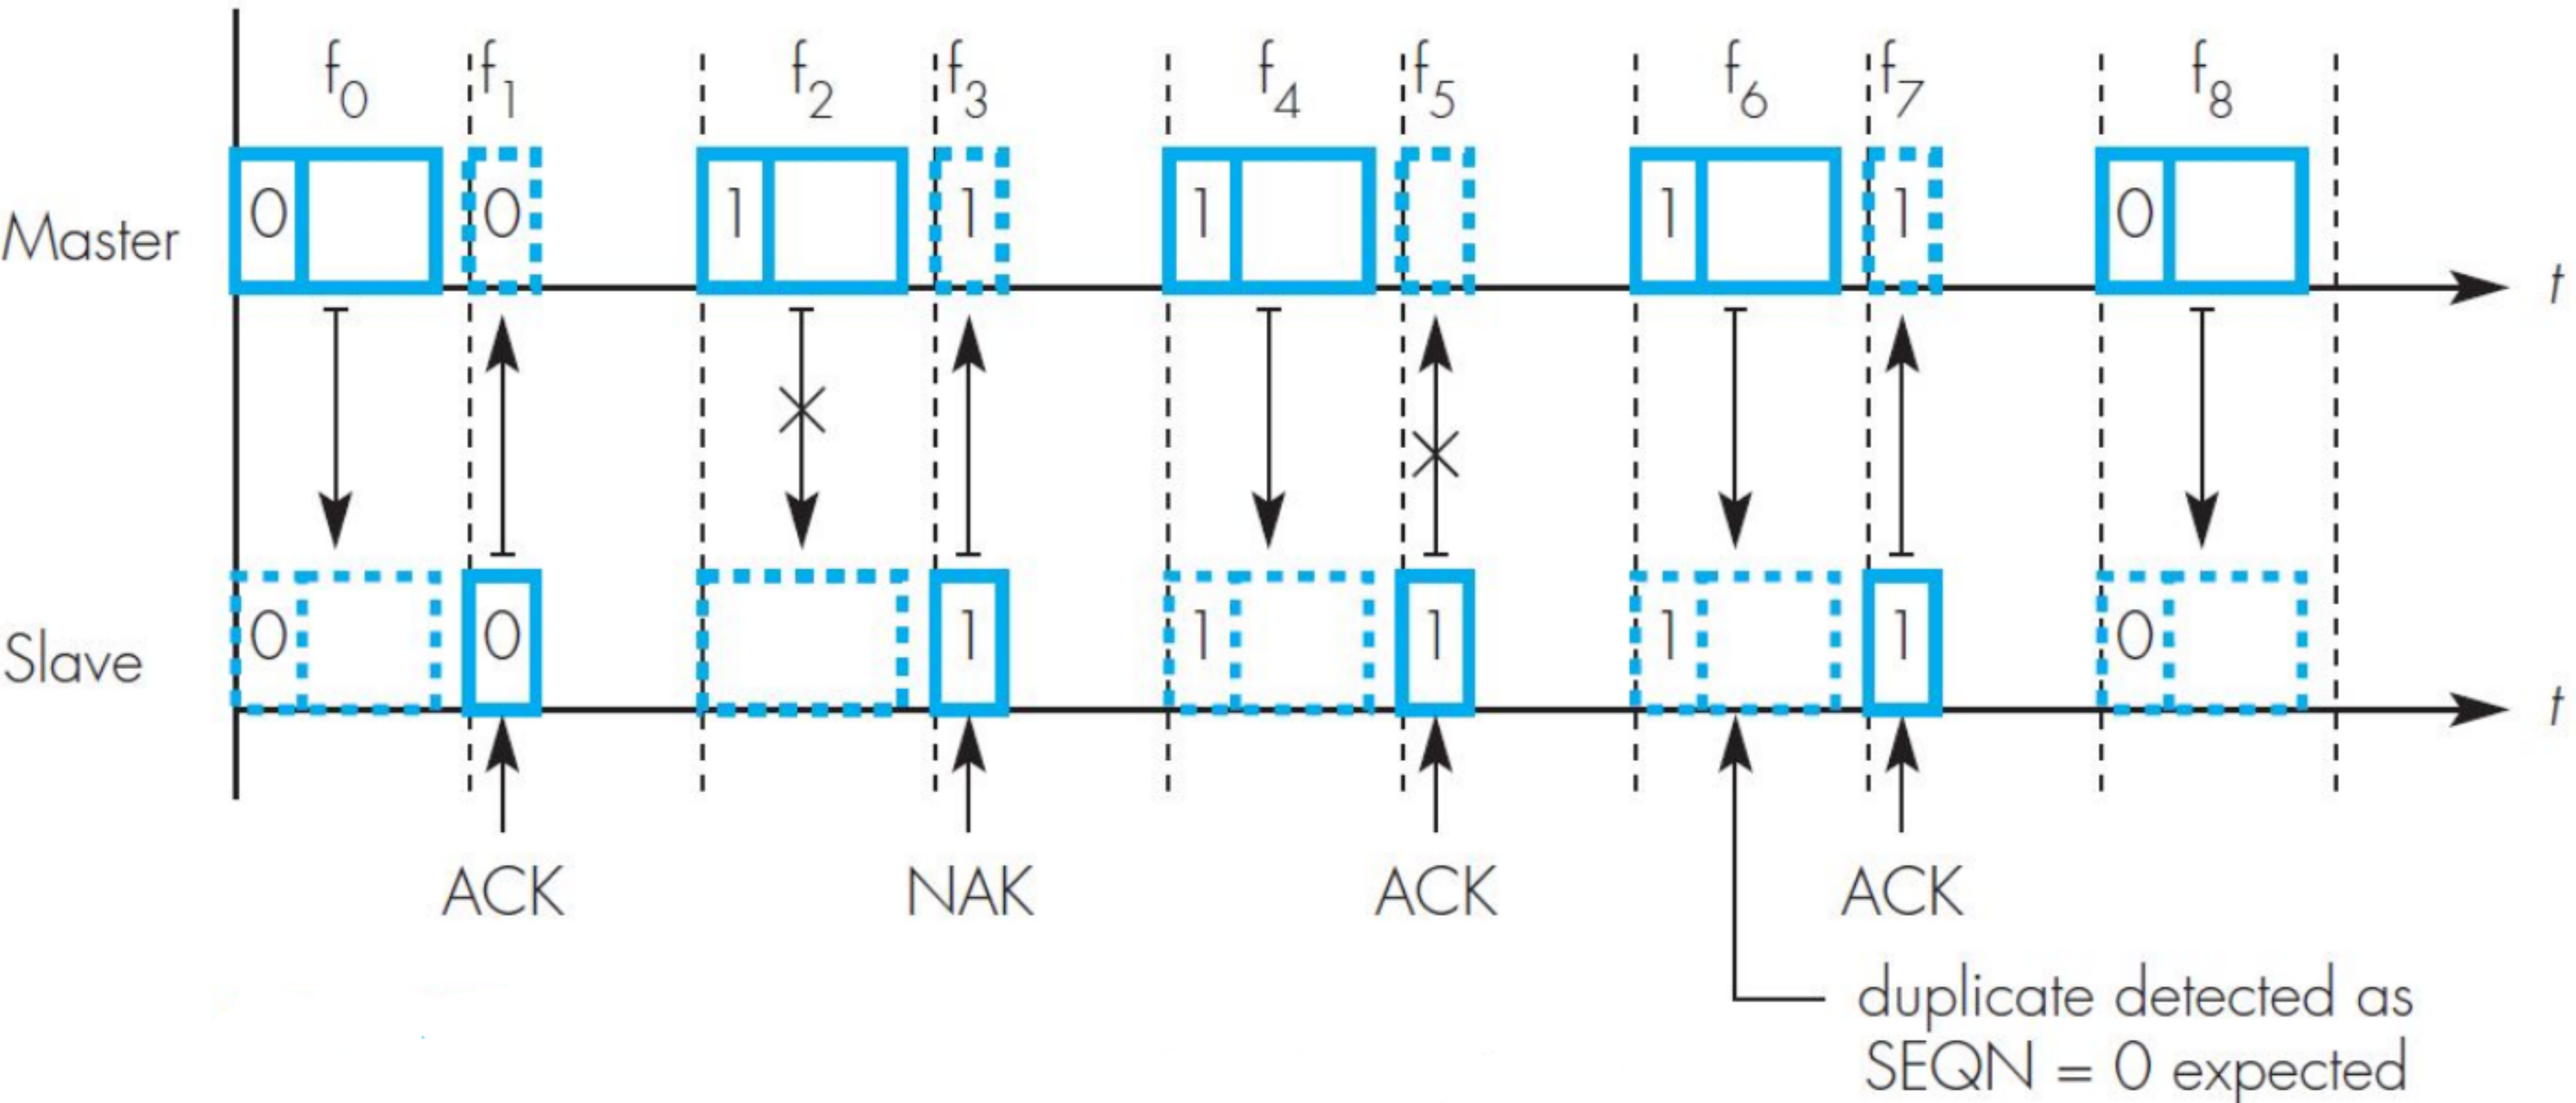 f0 f1 f2 f3 f4 f5 f6 f7 f8
Master 0 0 1 1 1 1 1 0 t
Slave 0 0 1 1 1 1 1 0 t
ACK NAK ACK ACK
duplicate detected as
SEQN = 0 expected